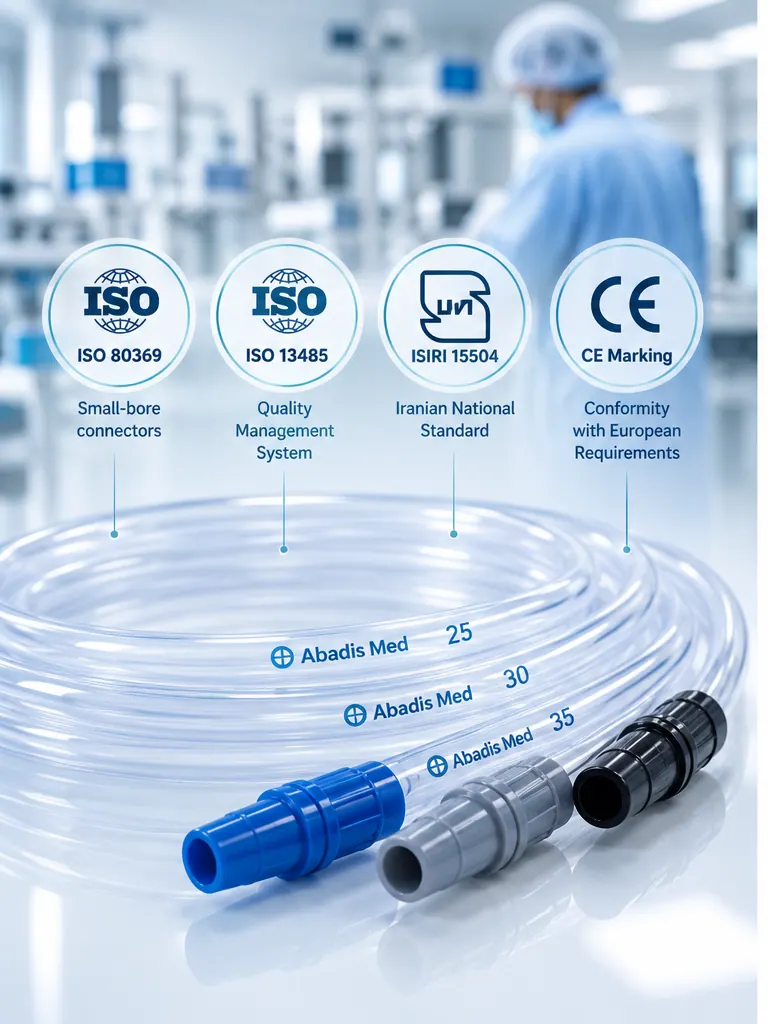 ISO
ISO 80369
Small-bore
connectors
ISO
ISO 13485
Quality
Management
System
ISIRI 15504
Iranian National
Standard
CE
CE Marking
Conformity
with European
Requirements
Abadis Med 25
Abadis Med 30
Abadis Med 35